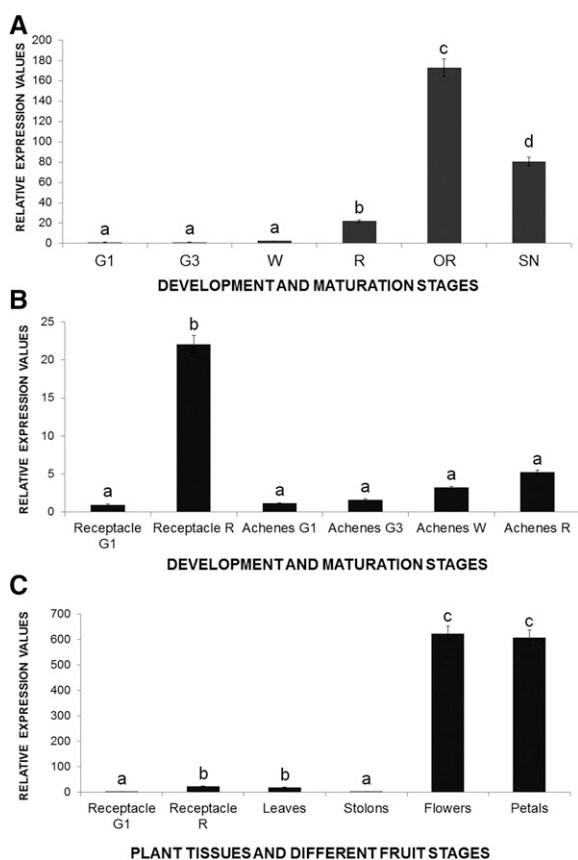 A
RELATIVE EXPRESSION VALUES
200
180
160
140
120
100
80
60
40
20
0
a
a
a
b
c
d
G1
G3
W
R
OR
SN
DEVELOPMENT AND MATURATION STAGES
B
RELATIVE EXPRESSION VALUES
25
20
15
10
5
0
a
b
a
a
a
a
Receptacle G1
Receptacle R
Achenes G1
Achenes G3
Achenes W
Achenes R
DEVELOPMENT AND MATURATION STAGES
C
RELATIVE EXPRESSION VALUES
700
600
500
400
300
200
100
0
a
b
b
a
c
c
Receptacle G1
Receptacle R
Leaves
Stolons
Flowers
Petals
PLANT TISSUES AND DIFFERENT FRUIT STAGES